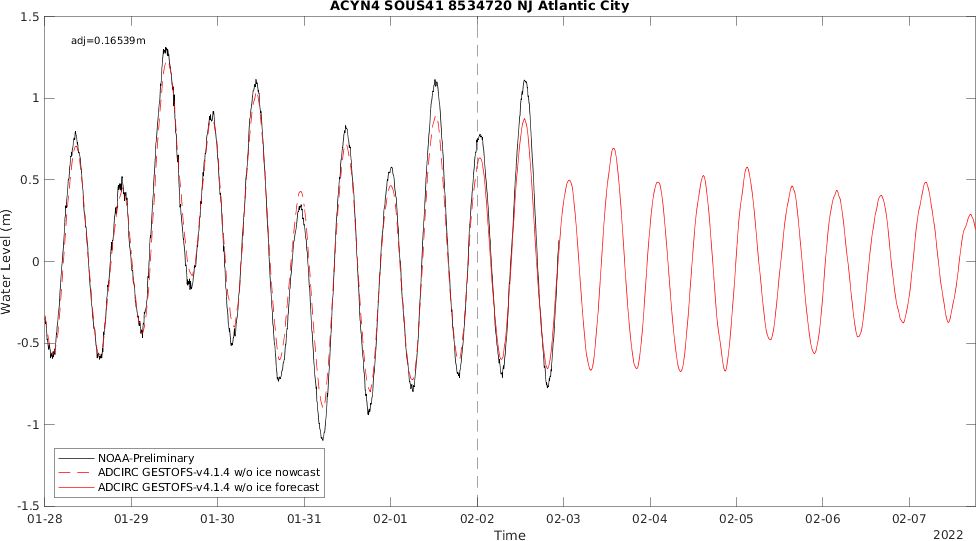 ACYN4 SOUS41 8534720 NJ Atlantic City
adj=0.16539m
1.5
1
0.5
0
-0.5
-1
-1.5
Water Level (m)
NOAA-Preliminary
ADCIRC GESTOFS-v4.1.4 w/o ice nowcast
ADCIRC GESTOFS-v4.1.4 w/o ice forecast
01-28 01-29 01-30 01-31 02-01 02-02 02-03 02-04 02-05 02-06 02-07
Time
2022